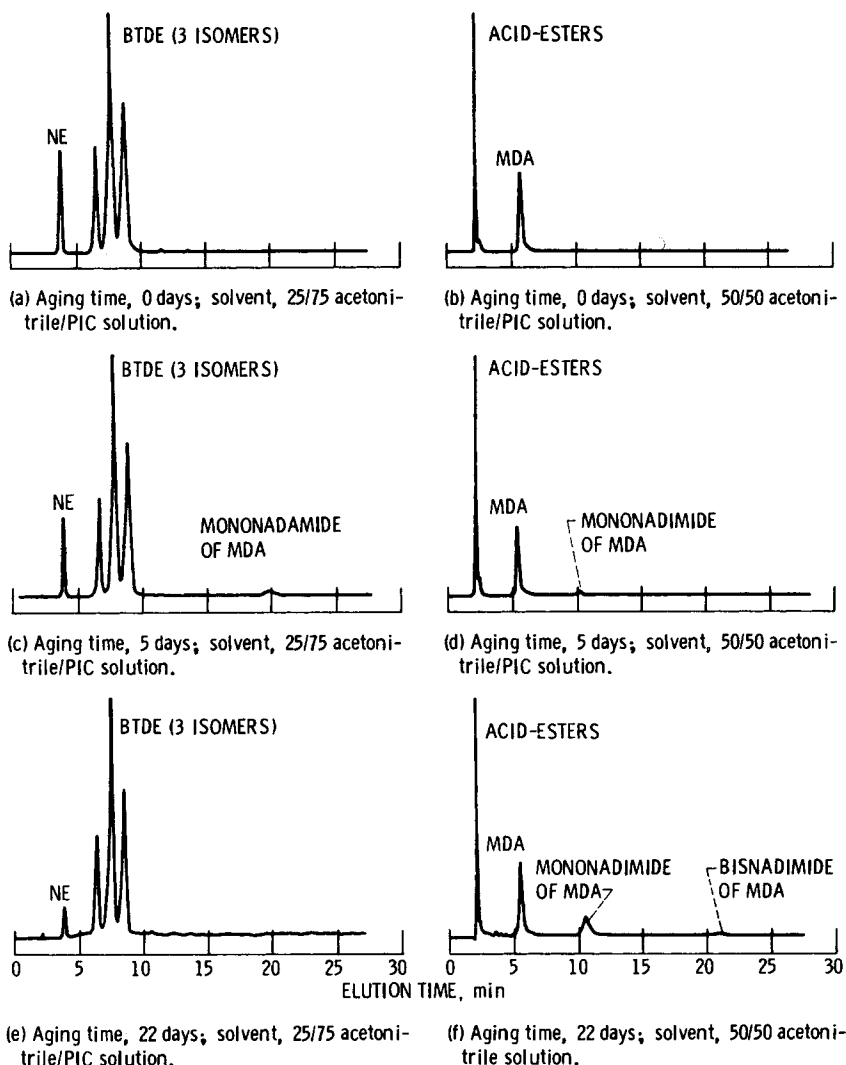 BTDE (3 ISOMERS)
NE
(a) Aging time, 0 days; solvent, 25/75 acetoni-
trile/PIC solution.
ACID-ESTERS
MDA
(b) Aging time, 0 days; solvent, 50/50 acetoni-
trile/PIC solution.
BTDE (3 ISOMERS)
NE
MONONADAMIDE
OF MDA
(c) Aging time, 5 days; solvent, 25/75 acetoni-
trile/PIC solution.
ACID-ESTERS
MDA
MONONADIMIDE
OF MDA
(d) Aging time, 5 days; solvent, 50/50 acetoni-
trile/PIC solution.
BTDE (3 ISOMERS)
NE
0 5 10 15 20 25 30
ACID-ESTERS
MDA
MONONADIMIDE
OF MDA
BISNADIMIDE
OF MDA
0 5 10 15 20 25 30
ELUTION TIME, min
(e) Aging time, 22 days; solvent, 25/75 acetoni-
trile/PIC solution.
(f) Aging time, 22 days; solvent, 50/50 acetoni-
trile solution.